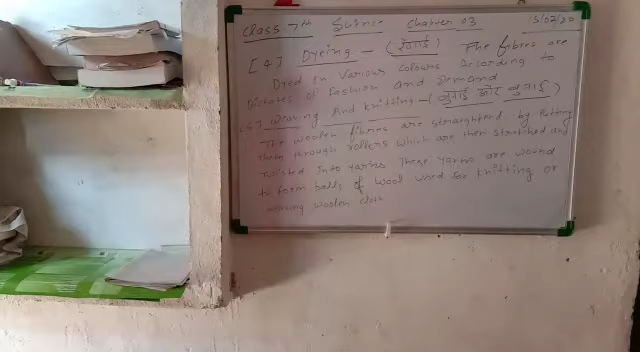 Class 7th Science Chapter 03 15/07/20
[4] Dyeing - (रंगाई) The fibres are
Dyed in various colours According to
Dictates of fashion And Demand
[5] Weaving And knitting - (बुनाई और बुनाई)
The woolen fibres are straightened by Putting
them through rollers which are then stretched and
twisted Into yarns These yarns are wound
to form balls of wool used for knitting or
weaving woolen cloth